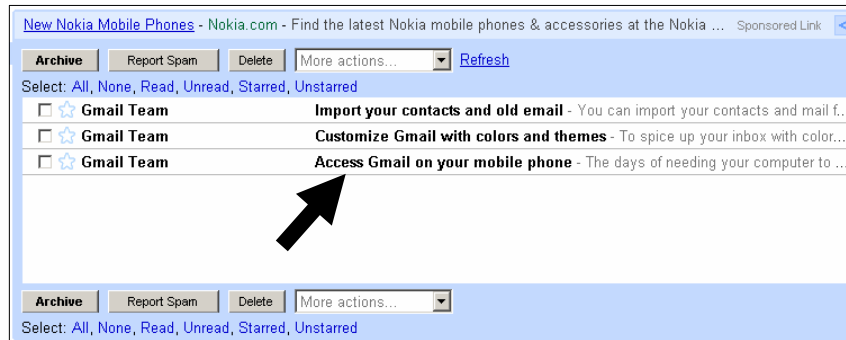 New Nokia Mobile Phones - Nokia.com - Find the latest Nokia mobile phones & accessories at the Nokia ... Sponsored Link <
Archive Report Spam Delete More actions... Refresh
Select: All, None, Read, Unread, Starred, Unstarred
Gmail Team Import your contacts and old email - You can import your contacts and mail f...
Gmail Team Customize Gmail with colors and themes - To spice up your inbox with color...
Gmail Team Access Gmail on your mobile phone - The days of needing your computer to ...
Archive Report Spam Delete More actions...
Select: All, None, Read, Unread, Starred, Unstarred